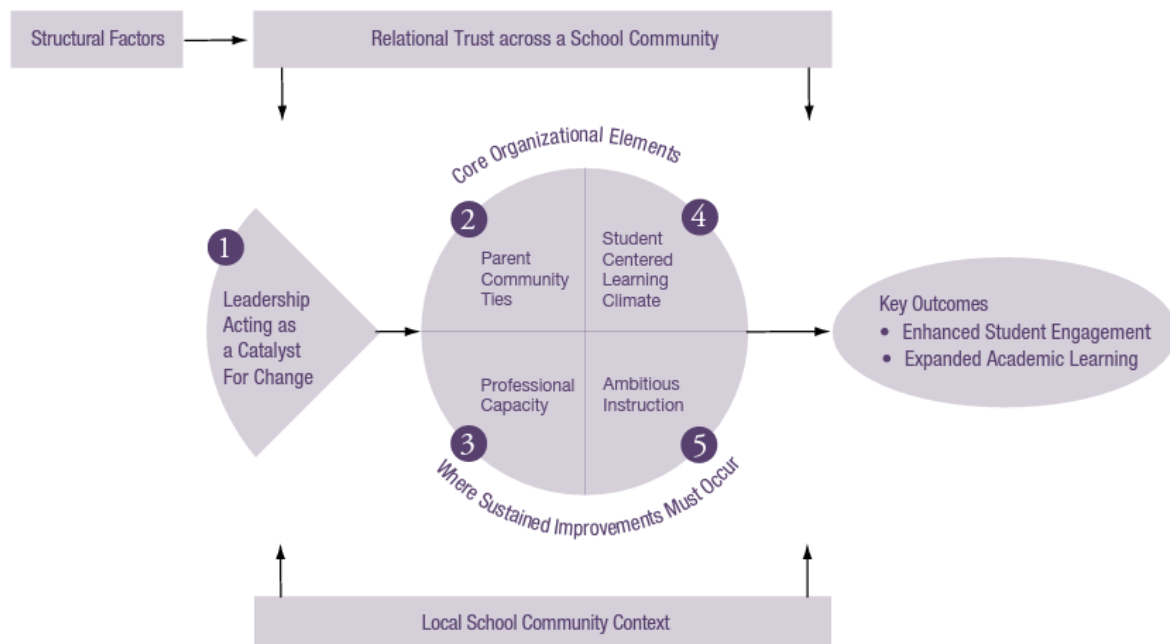 Structural Factors
Relational Trust across a School Community
Core Organizational Elements
1
Leadership
Acting as
a Catalyst
For Change
2
Parent
Community
Ties
4
Student
Centered
Learning
Climate
3
Professional
Capacity
5
Ambitious
Instruction
Where Sustained Improvements Must Occur
Key Outcomes
• Enhanced Student Engagement
• Expanded Academic Learning
Local School Community Context